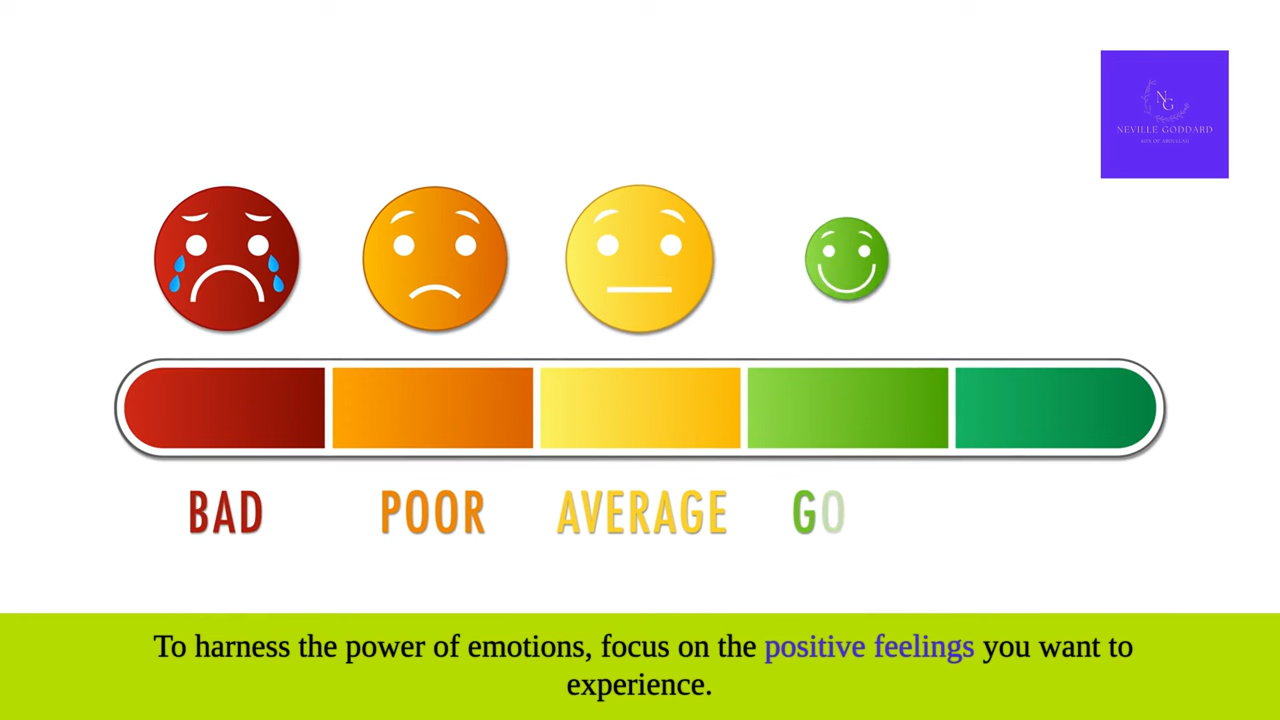 NG
NEVILLE GODDARD
BAD POOR AVERAGE GO
To harness the power of emotions, focus on the positive feelings you want to
experience.